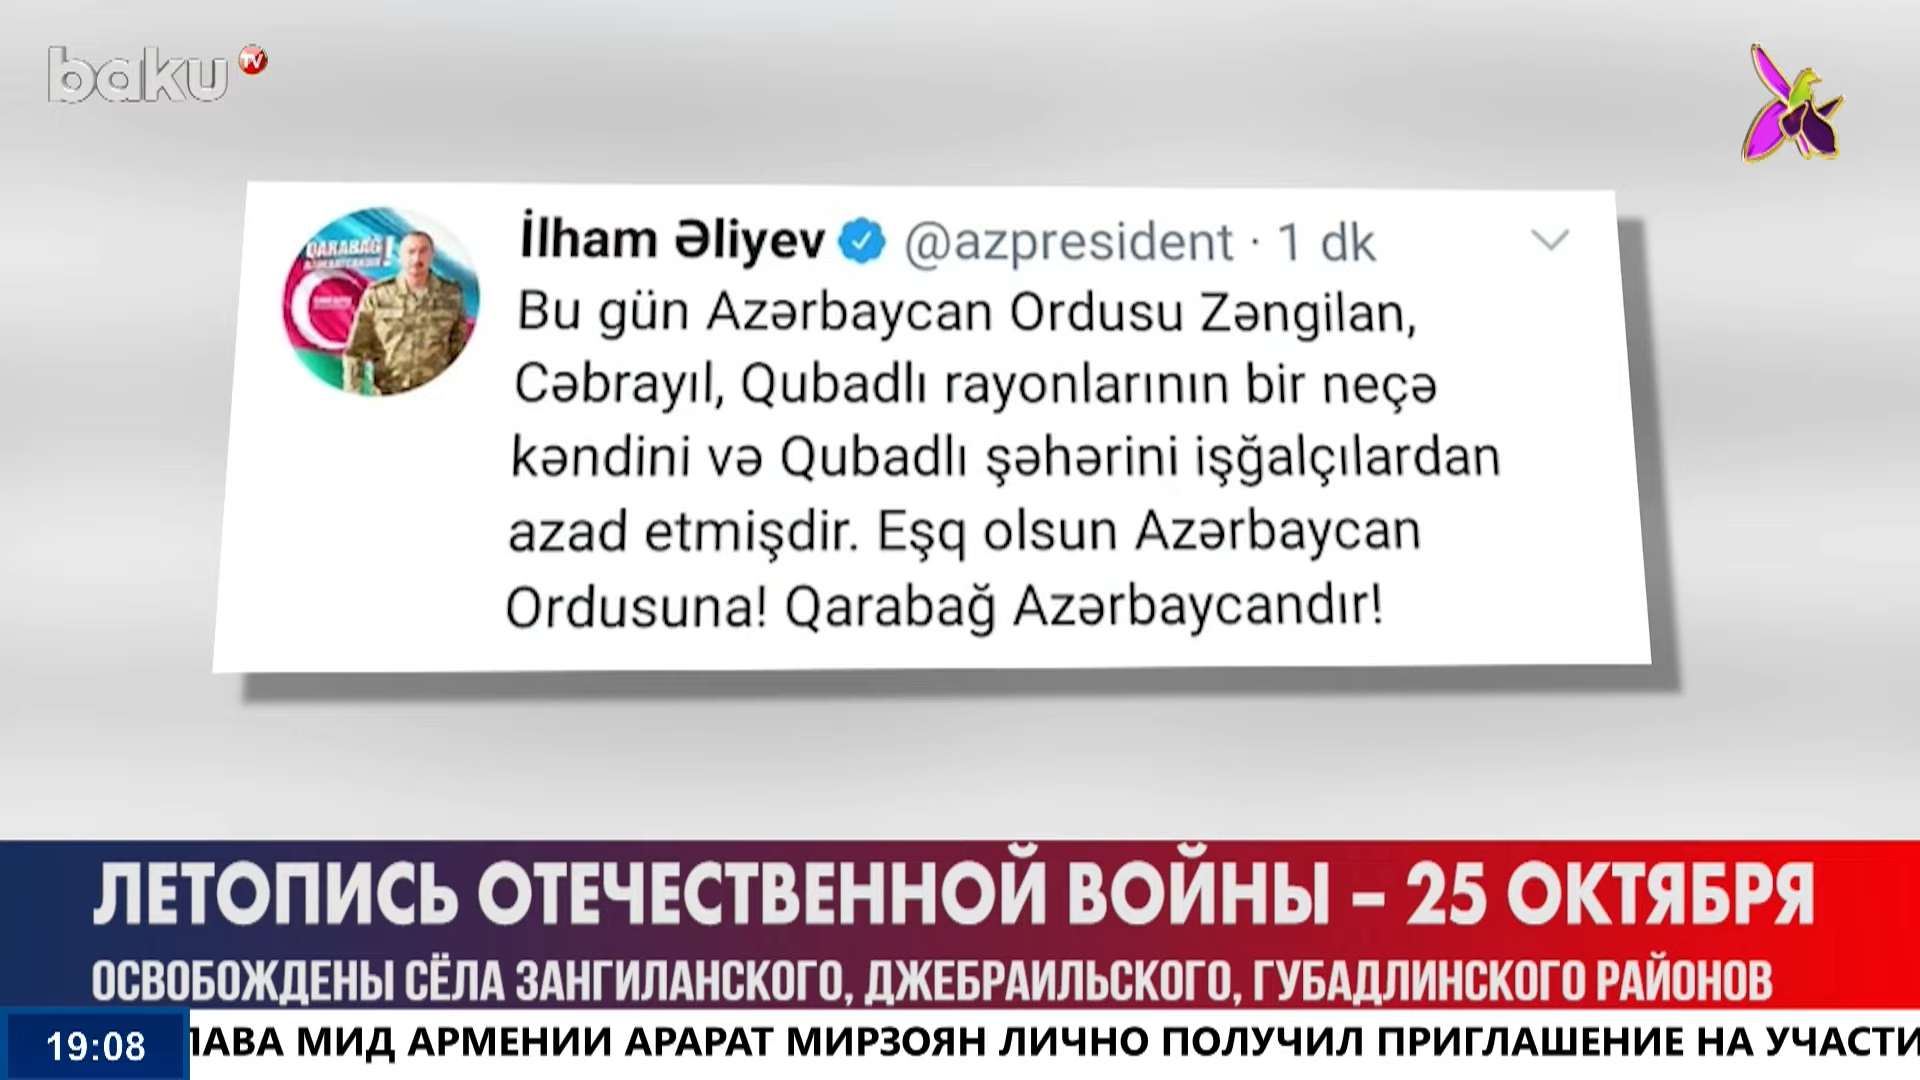 baku TV
İlham Əliyev @azpresident · 1 dk
Bu gün Azərbaycan Ordusu Zəngilan,
Cəbrayıl, Qubadlı rayonlarının bir neçə
kəndini və Qubadlı şəhərini işğalçılardan
azad etmişdir. Eşq olsun Azərbaycan
Ordusuna! Qarabağ Azərbaycandır!
QARABAĞ
ЛЕТОПИСЬ ОТЕЧЕСТВЕННОЙ ВОЙНЫ – 25 ОКТЯБРЯ
ОСВОБОЖДЕНЫ СЁЛА ЗАНГИЛАНСКОГО, ДЖЕБРАИЛЬСКОГО, ГУБАДЛИНСКОГО РАЙОНОВ
19:08 ЛАВА МИД АРМЕНИИ АРАРАТ МИРЗОЯН ЛИЧНО ПОЛУЧИЛ ПРИГЛАШЕНИЕ НА УЧАСТИ